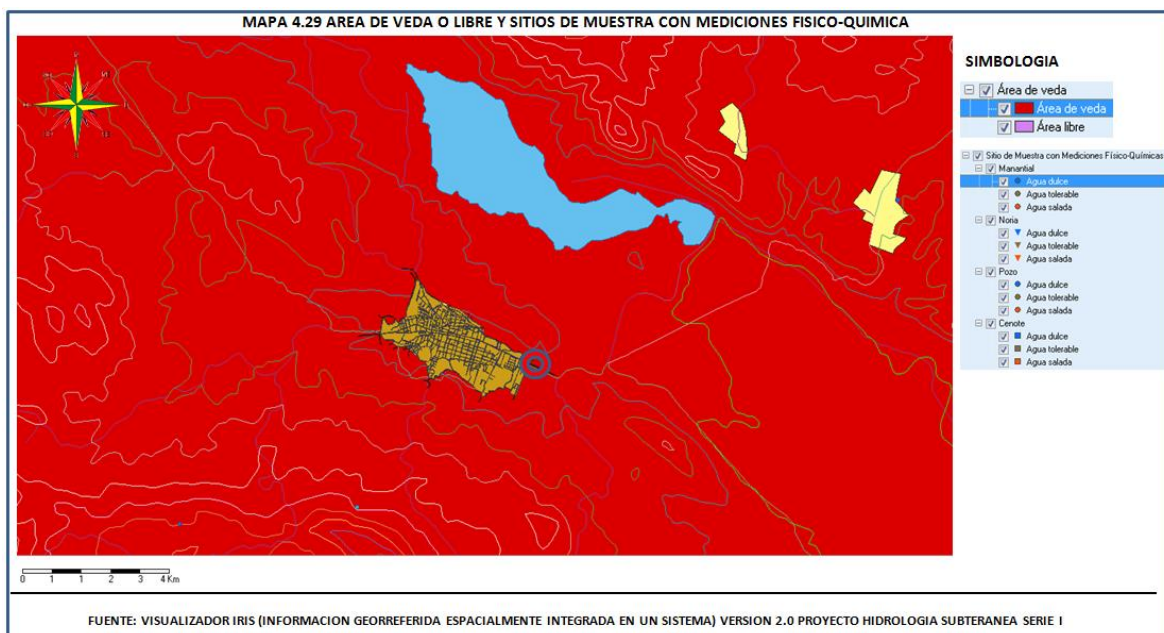 MAPA 4.29 AREA DE VEDA O LIBRE Y SITIOS DE MUESTRA CON MEDICIONES FISICO-QUIMICA
SIMBOLOGIA
Área de veda
Área de veda
Área libre
Sitio de Muestra con Mediciones Físico-Químicas
Manantial
Agua dulce
Agua tolerable
Agua salada
Noria
Agua dulce
Agua tolerable
Agua salada
Pozo
Agua dulce
Agua tolerable
Agua salada
Cenote
Agua dulce
Agua tolerable
Agua salada
0 1 1 2 3 4 Km
FUENTE: VISUALIZADOR IRIS (INFORMACION GEORREFERIDA ESPACIALMENTE INTEGRADA EN UN SISTEMA) VERSION 2.0 PROYECTO HIDROLOGIA SUBTERANEA SERIE I